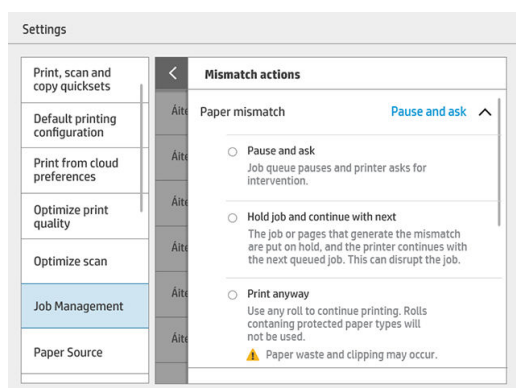 Settings
Print, scan and
copy quicksets
Default printing
configuration
Print from cloud
preferences
Optimize print
quality
Optimize scan
Job Management
Paper Source
Mismatch actions
Paper mismatch
Pause and ask
Pause and ask
Job queue pauses and printer asks for
intervention.
Hold job and continue with next
The job or pages that generate the mismatch
are put on hold, and the printer continues with
the next queued job. This can disrupt the job.
Print anyway
Use any roll to continue printing. Rolls
contaning protected paper types will
not be used.
Paper waste and clipping may occur.